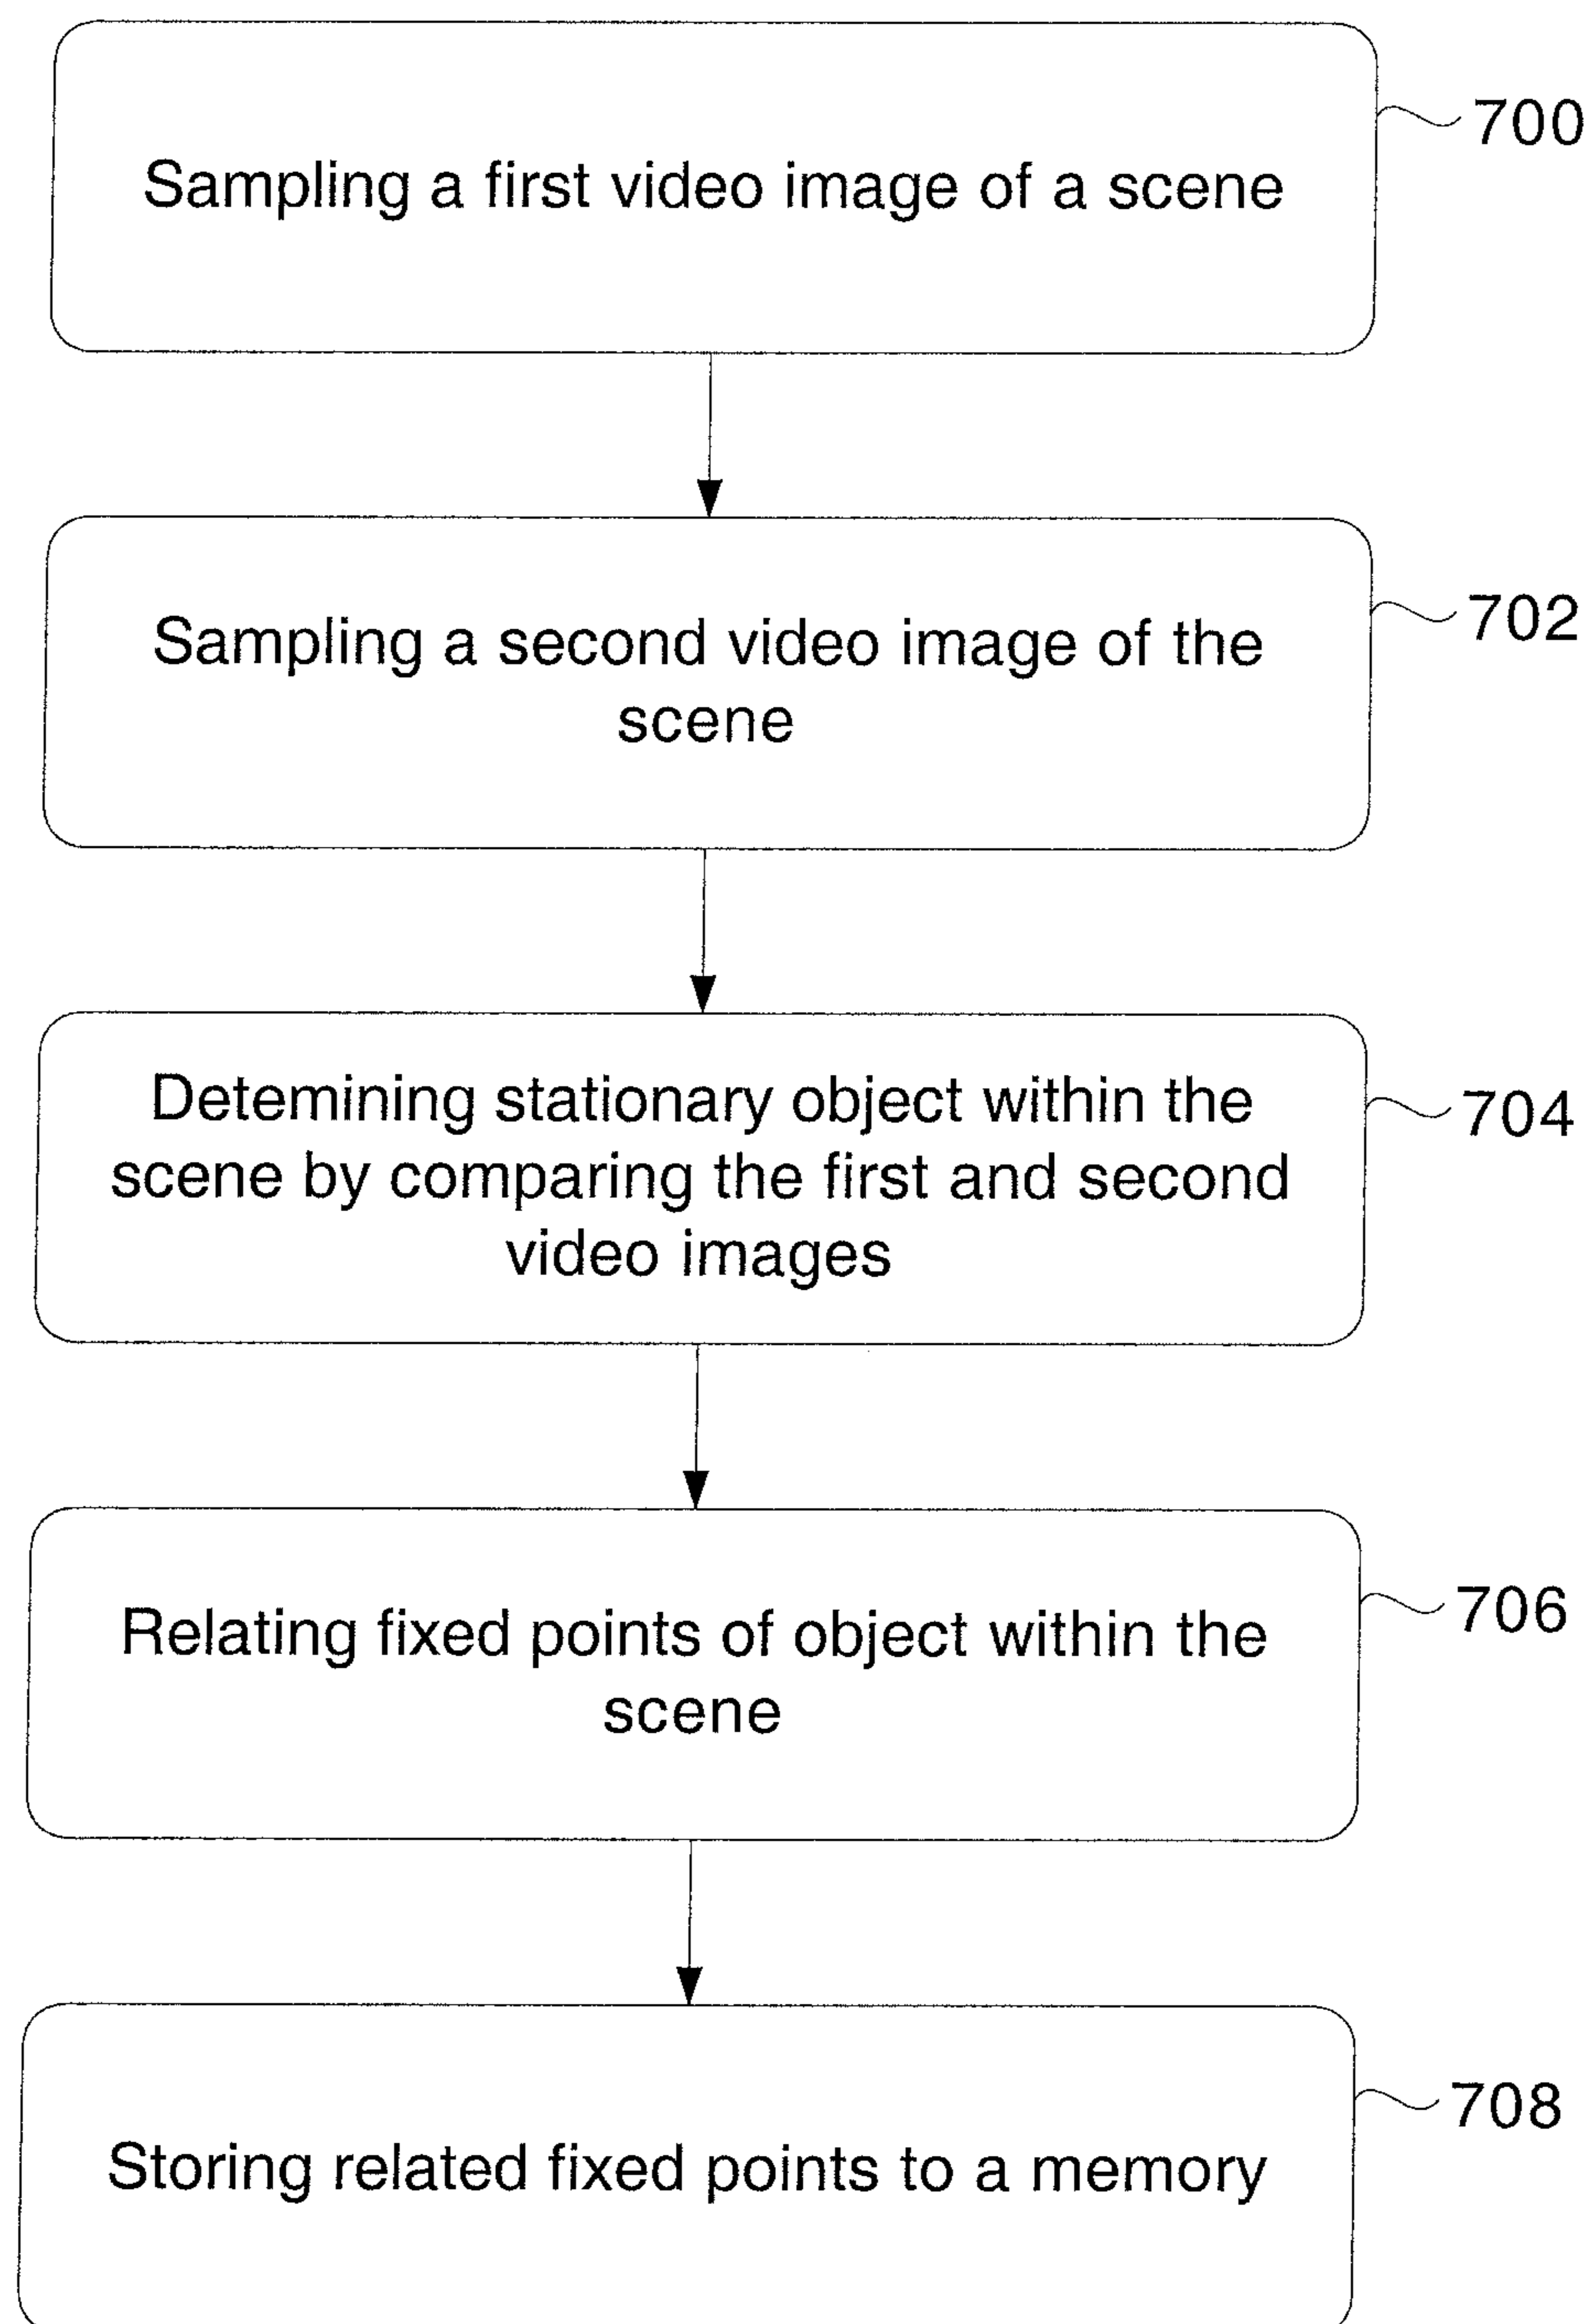 Sampling a first video image of a scene
700
Sampling a second video image of the
scene
702
Detemining stationary object within the
scene by comparing the first and second
video images
704
Relating fixed points of object within the
scene
706
Storing related fixed points to a memory
708